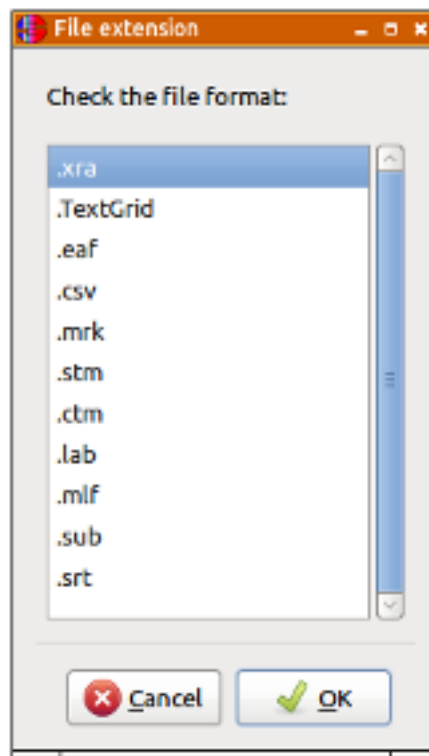 File extension
Check the file format:
.xra
.TextGrid
.eaf
.csv
.mrk
.stm
.ctm
.lab
.mlf
.sub
.srt
Cancel
OK